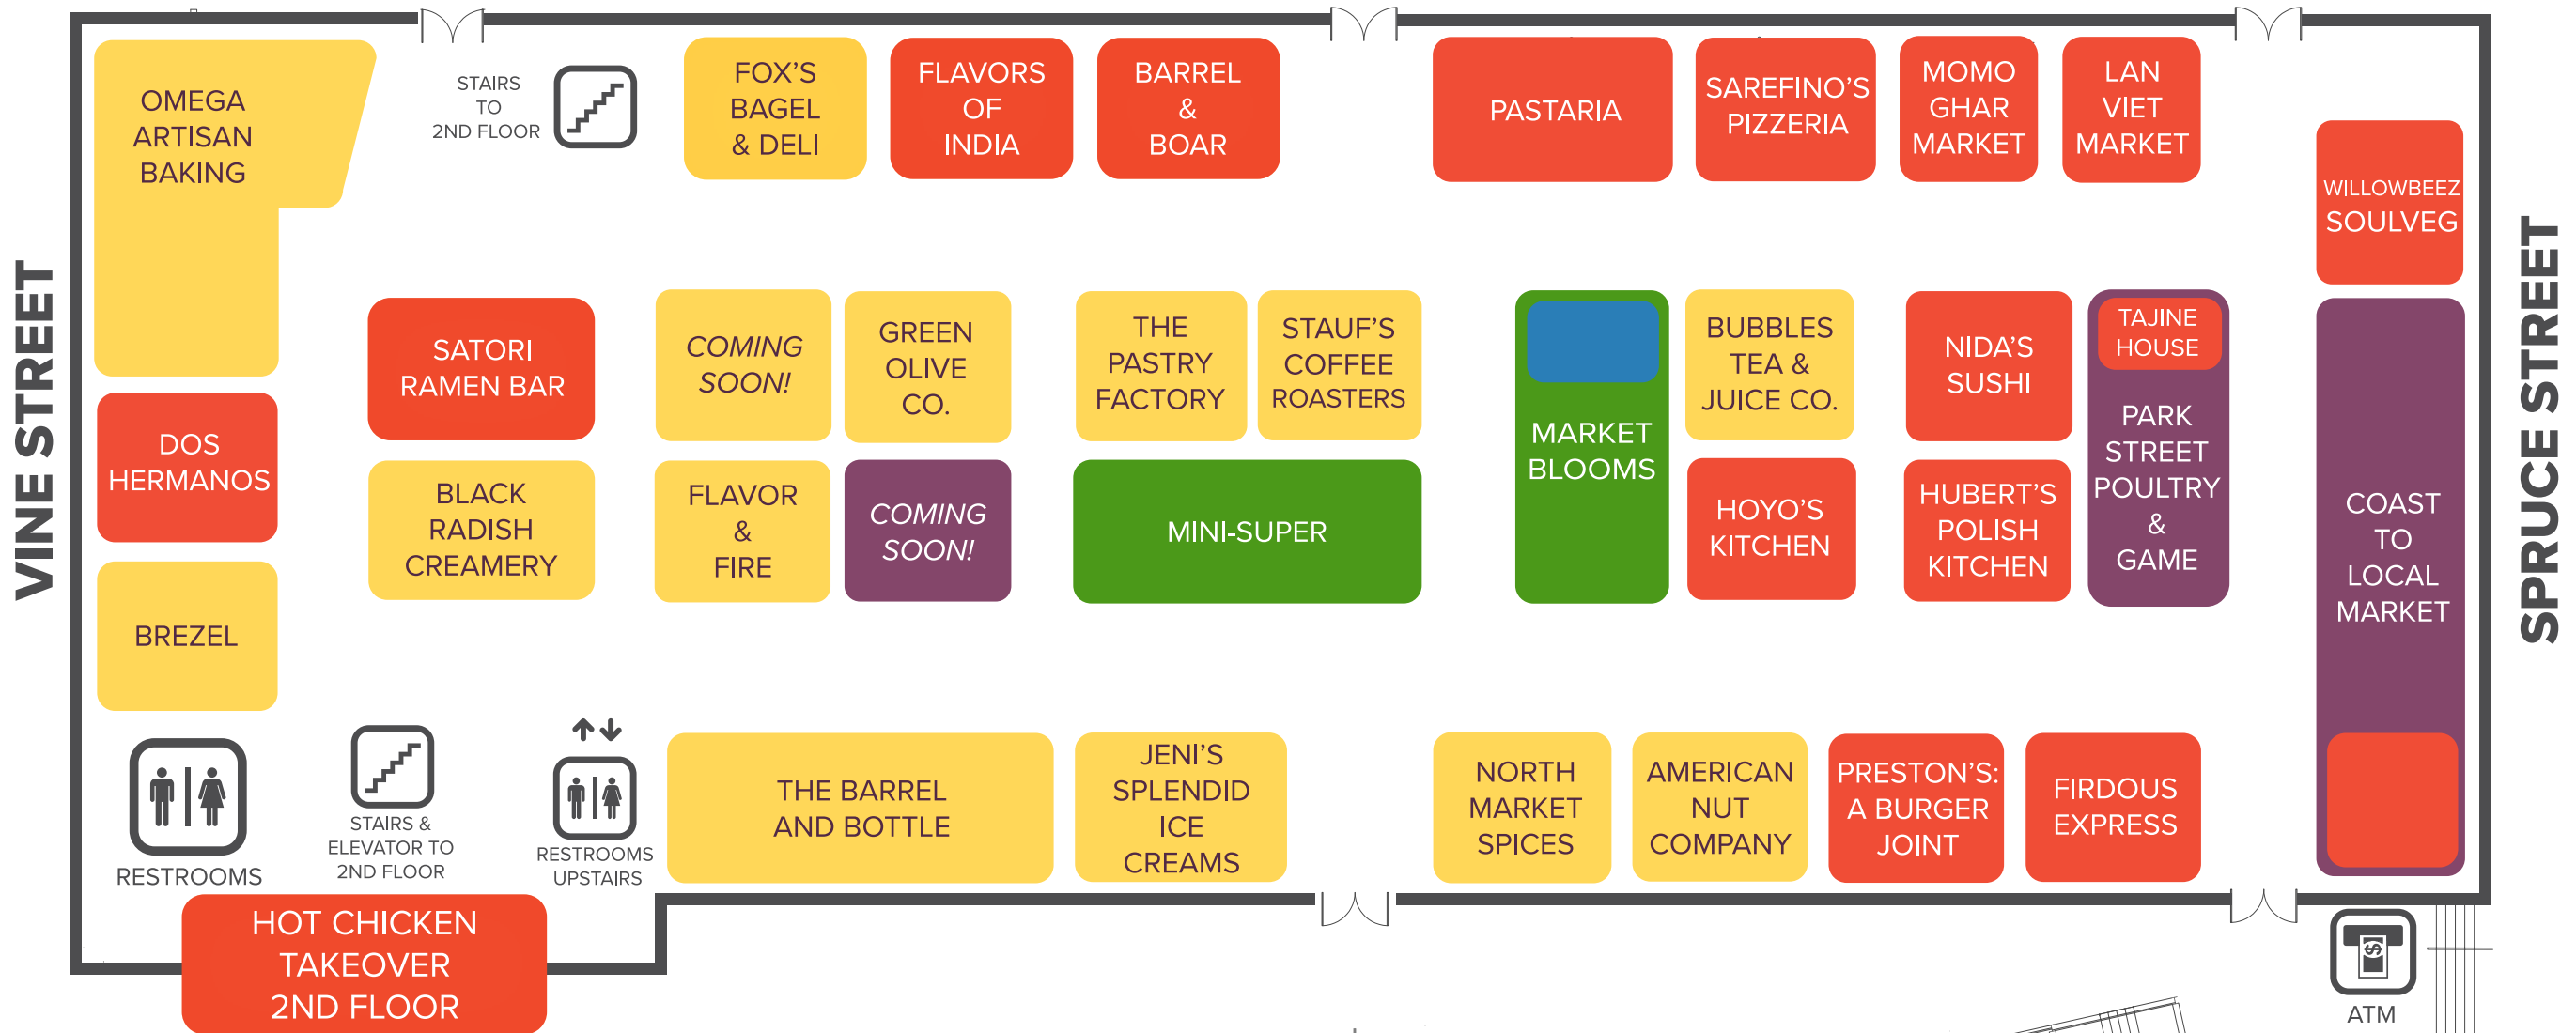 VINE STREET
OMEGA
ARTISAN
BAKING
STAIRS
TO
2ND FLOOR
FOX'S
BAGEL
& DELI
FLAVORS
OF
INDIA
BARREL
&
BOAR
PASTARIA
SAREFINO'S
PIZZERIA
MOMO
GHAR
MARKET
LAN
VIET
MARKET
WILLOWBEEZ
SOULVEG
SPRUCE STREET
DOS
HERMANOS
BREZEL
SATORI
RAMEN BAR
BLACK
RADISH
CREAMERY
COMING
SOON!
GREEN
OLIVE
CO.
FLAVOR
&
FIRE
COMING
SOON!
THE
PASTRY
FACTORY
STAUF'S
COFFEE
ROASTERS
MINI-SUPER
MARKET
BLOOMS
BUBBLES
TEA &
JUICE CO.
HOYO'S
KITCHEN
NIDA'S
SUSHI
HUBERT'S
POLISH
KITCHEN
TAJINE
HOUSE
PARK
STREET
POULTRY
&
GAME
COAST
TO
LOCAL
MARKET
RESTROOMS
STAIRS &
ELEVATOR TO
2ND FLOOR
RESTROOMS
UPSTAIRS
THE BARREL
AND BOTTLE
JENI'S
SPLENDID
ICE
CREAMS
NORTH
MARKET
SPICES
AMERICAN
NUT
COMPANY
PRESTON'S:
A BURGER
JOINT
FIRDOUS
EXPRESS
HOT CHICKEN
TAKEOVER
2ND FLOOR
$
ATM